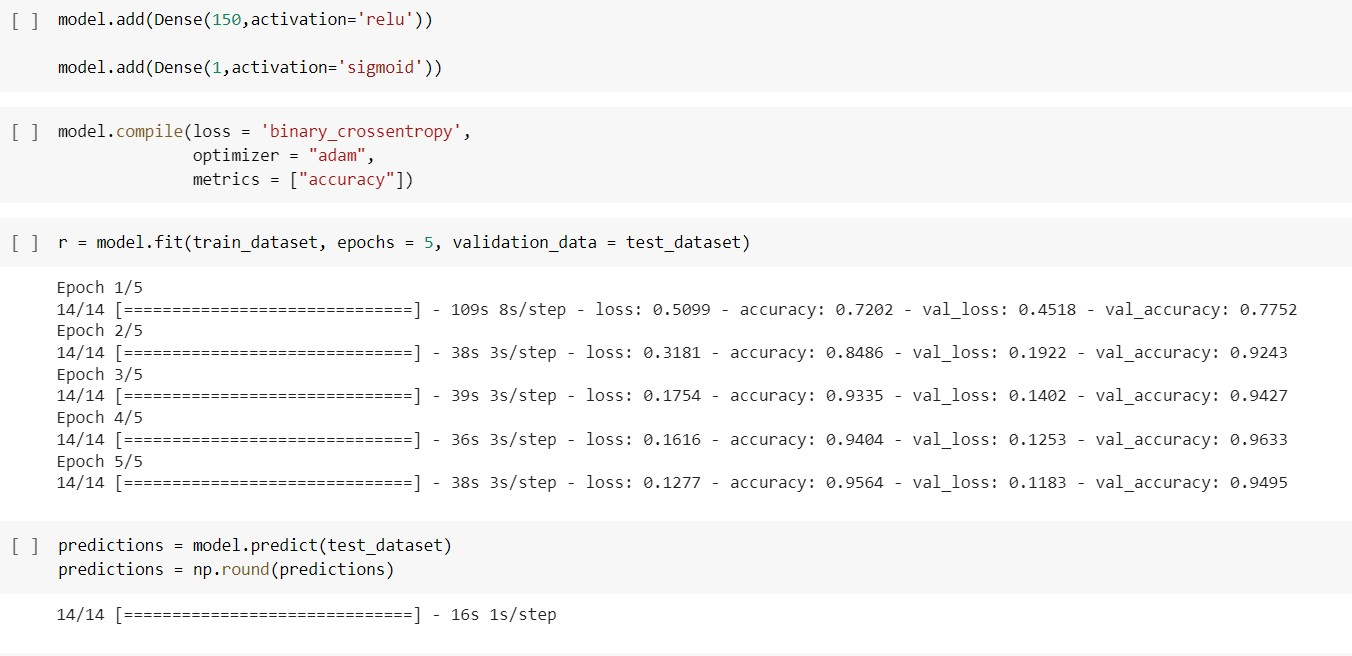 [ ] model.add(Dense(150,activation='relu'))
model.add(Dense(1,activation='sigmoid'))
[ ] model.compile(loss = 'binary_crossentropy',
optimizer = "adam",
metrics = ["accuracy"])
[ ] r = model.fit(train_dataset, epochs = 5, validation_data = test_dataset)
Epoch 1/5
14/14 [==============================] - 109s 8s/step - loss: 0.5099 - accuracy: 0.7202 - val_loss: 0.4518 - val_accuracy: 0.7752
Epoch 2/5
14/14 [==============================] - 38s 3s/step - loss: 0.3181 - accuracy: 0.8486 - val_loss: 0.1922 - val_accuracy: 0.9243
Epoch 3/5
14/14 [==============================] - 39s 3s/step - loss: 0.1754 - accuracy: 0.9335 - val_loss: 0.1402 - val_accuracy: 0.9427
Epoch 4/5
14/14 [==============================] - 36s 3s/step - loss: 0.1616 - accuracy: 0.9404 - val_loss: 0.1253 - val_accuracy: 0.9633
Epoch 5/5
14/14 [==============================] - 38s 3s/step - loss: 0.1277 - accuracy: 0.9564 - val_loss: 0.1183 - val_accuracy: 0.9495
[ ] predictions = model.predict(test_dataset)
predictions = np.round(predictions)
14/14 [==============================] - 16s 1s/step